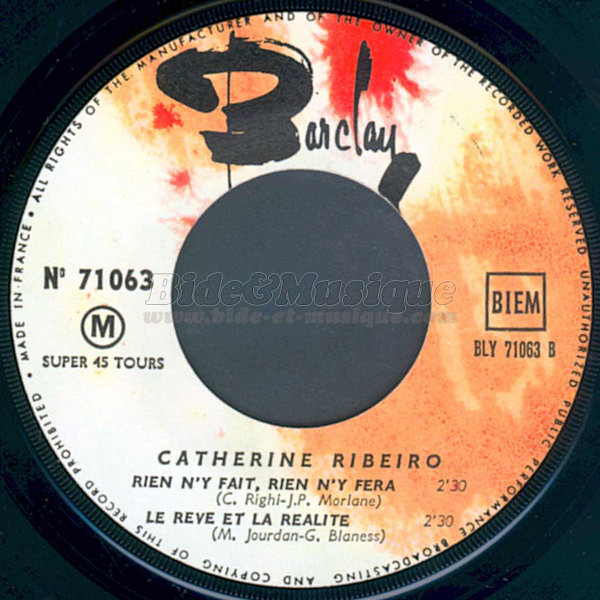 MADE IN FRANCE • ALL RIGHTS OF THE MANUFACTURER AND OF THE OWNER OF THE RECORDED WORK RESERVED UNAUTHORIZED PUBLIC PERFORMANCE BROADCASTING AND COPYING OF THIS RECORD PROHIBITED •
Barclay
N° 71063
M
SUPER 45 TOURS
BIEM
BLY 71063 B
Bide&Musique
www.bide-et-musique.com
CATHERINE RIBEIRO
RIEN N'Y FAIT, RIEN N'Y FERA 2'30
(C. Righi-J.P. Morlane)
LE REVE ET LA REALITE 2'30
(M. Jourdan-G. Blaness)